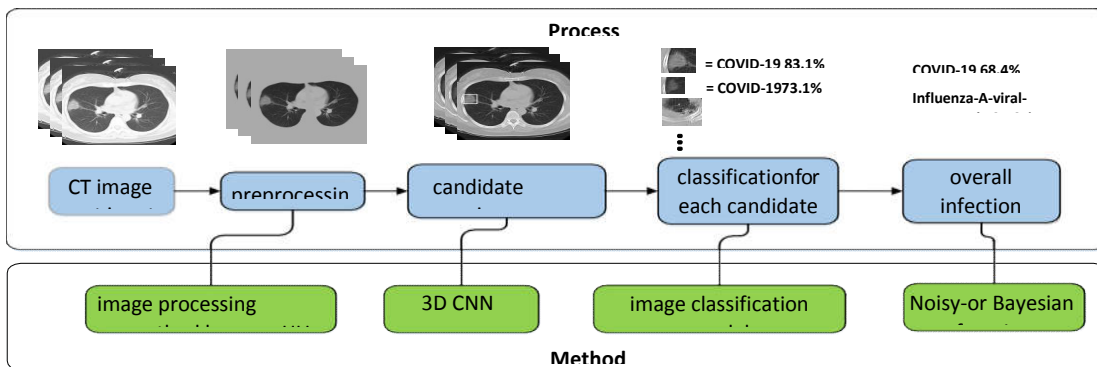 Process
= COVID-19 83.1%
= COVID-1973.1%
COVID-19 68.4%
Influenza-A-viral-
CT image
preprocessin
candidate
classificationfor
each candidate
overall
infection
image processing
3D CNN
image classification
Noisy-or Bayesian
Method